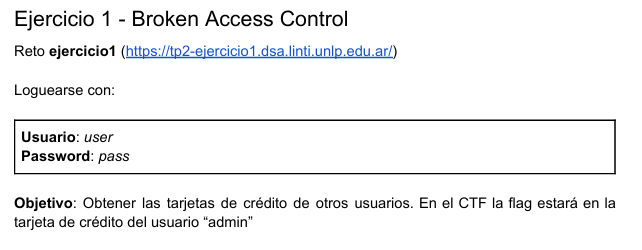 Ejercicio 1 - Broken Access Control
Reto ejercicio1 (https://tp2-ejercicio1.dsa.linti.unlp.edu.ar/)
Loguearse con:
Usuario: user
Password: pass
Objetivo: Obtener las tarjetas de crédito de otros usuarios. En el CTF la flag estará en la
tarjeta de crédito del usuario “admin”